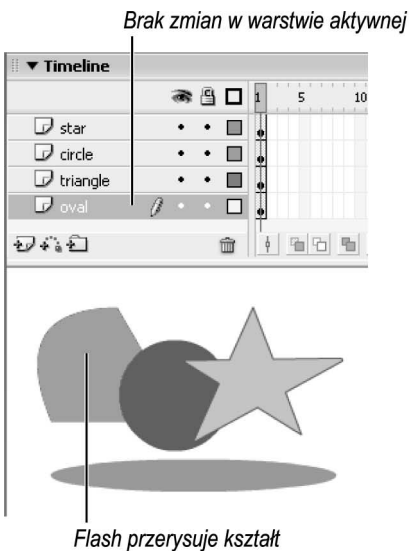 Brak zmian w warstwie aktywnej
Timeline
1 5 10
star
circle
triangle
oval
Flash przerysuje kształt